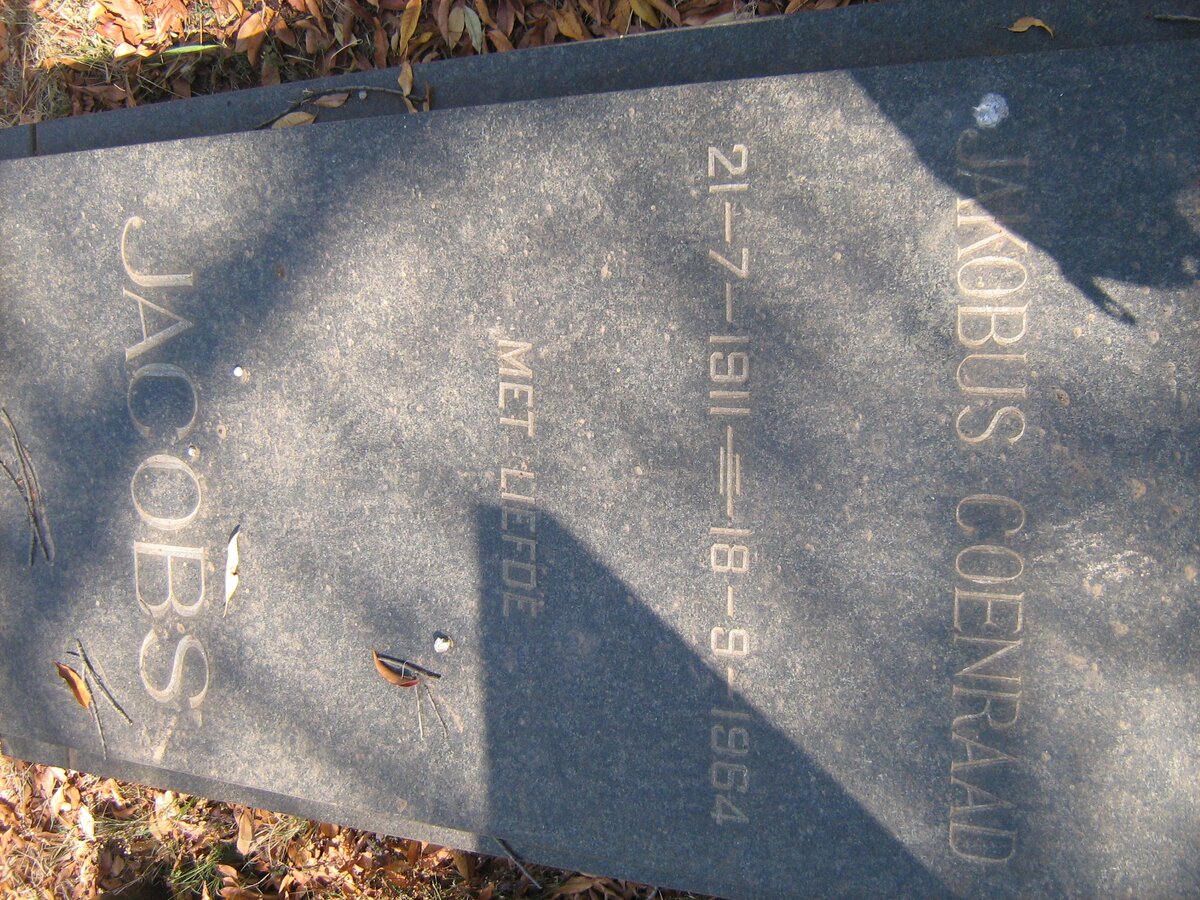 JAKOBUS COENRAAD
21-7-1911 — 18-9-1964
MET LIEFDE
JACOBS